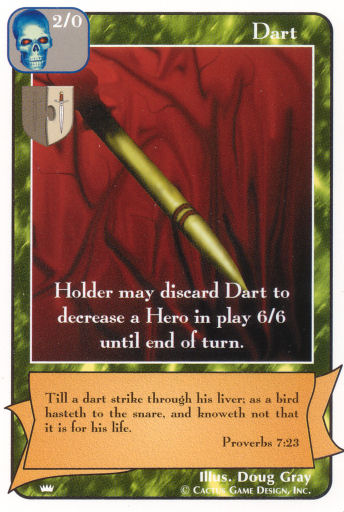 2/0
Dart
Holder may discard Dart to
decrease a Hero in play 6/6
until end of turn.
Till a dart strike through his liver; as a bird
hasteth to the snare, and knoweth not that
it is for his life.
Proverbs 7:23
Illus. Doug Gray
© Cactus Game Design, Inc.